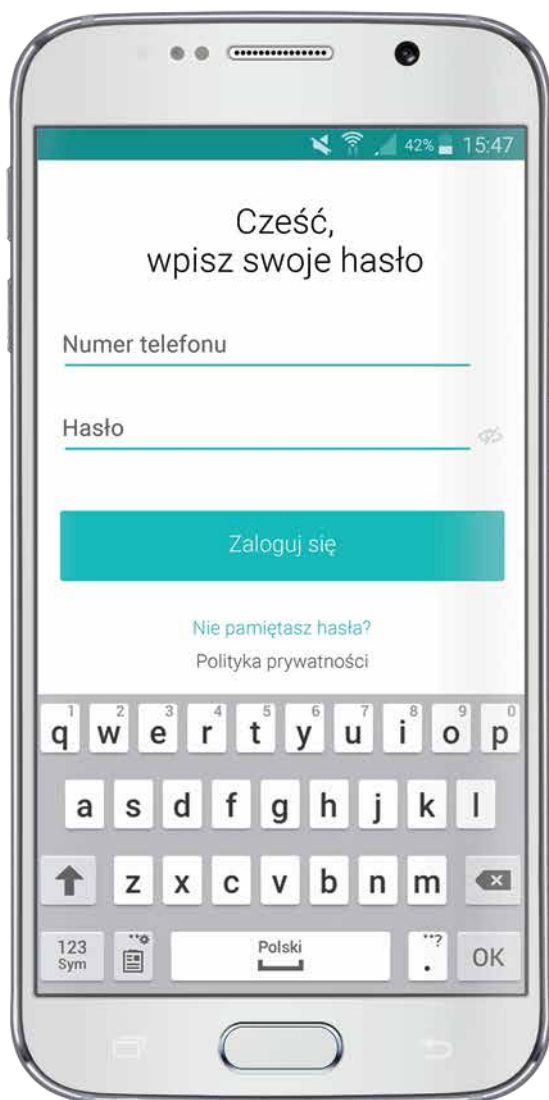 42% 15:47
Cześć,
wpisz swoje hasło
Numer telefonu
Hasło
Zaloguj się
Nie pamiętasz hasła?
Polityka prywatności
1 2 3 4 5 6 7 8 9 0
q w e r t y u i o p
a s d f g h j k l
z x c v b n m
123
Sym
Polski
..?
.
OK